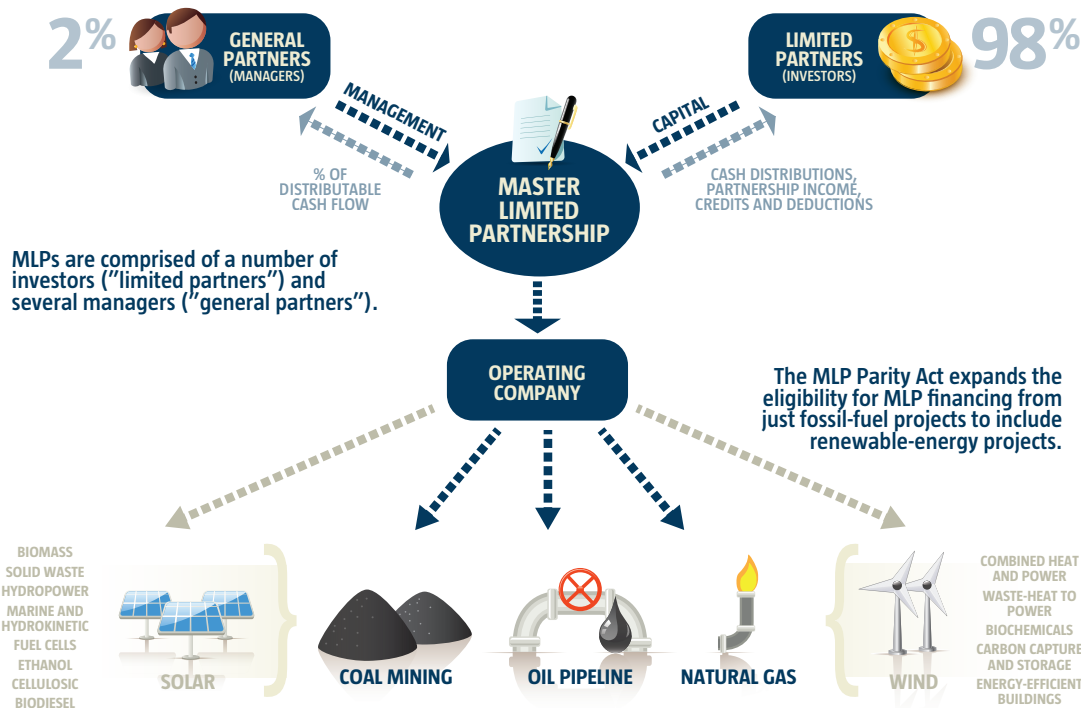 2%
GENERAL
PARTNERS
(MANAGERS)
LIMITED
PARTNERS
(INVESTORS)
$
98%
MANAGEMENT
CAPITAL
% OF
DISTRIBUTABLE
CASH FLOW
CASH DISTRIBUTIONS,
PARTNERSHIP INCOME,
CREDITS AND DEDUCTIONS
MASTER
LIMITED
PARTNERSHIP
MLPs are comprised of a number of
investors ("limited partners") and
several managers ("general partners").
OPERATING
COMPANY
The MLP Parity Act expands the
eligibility for MLP financing from
just fossil-fuel projects to include
renewable-energy projects.
BIOMASS
SOLID WASTE
HYDROPOWER
MARINE AND
HYDROKINETIC
FUEL CELLS
ETHANOL
CELLULOSIC
BIODIESEL
SOLAR
COAL MINING
OIL PIPELINE
NATURAL GAS
WIND
COMBINED HEAT
AND POWER
WASTE-HEAT TO
POWER
BIOCHEMICALS
CARBON CAPTURE
AND STORAGE
ENERGY-EFFICIENT
BUILDINGS